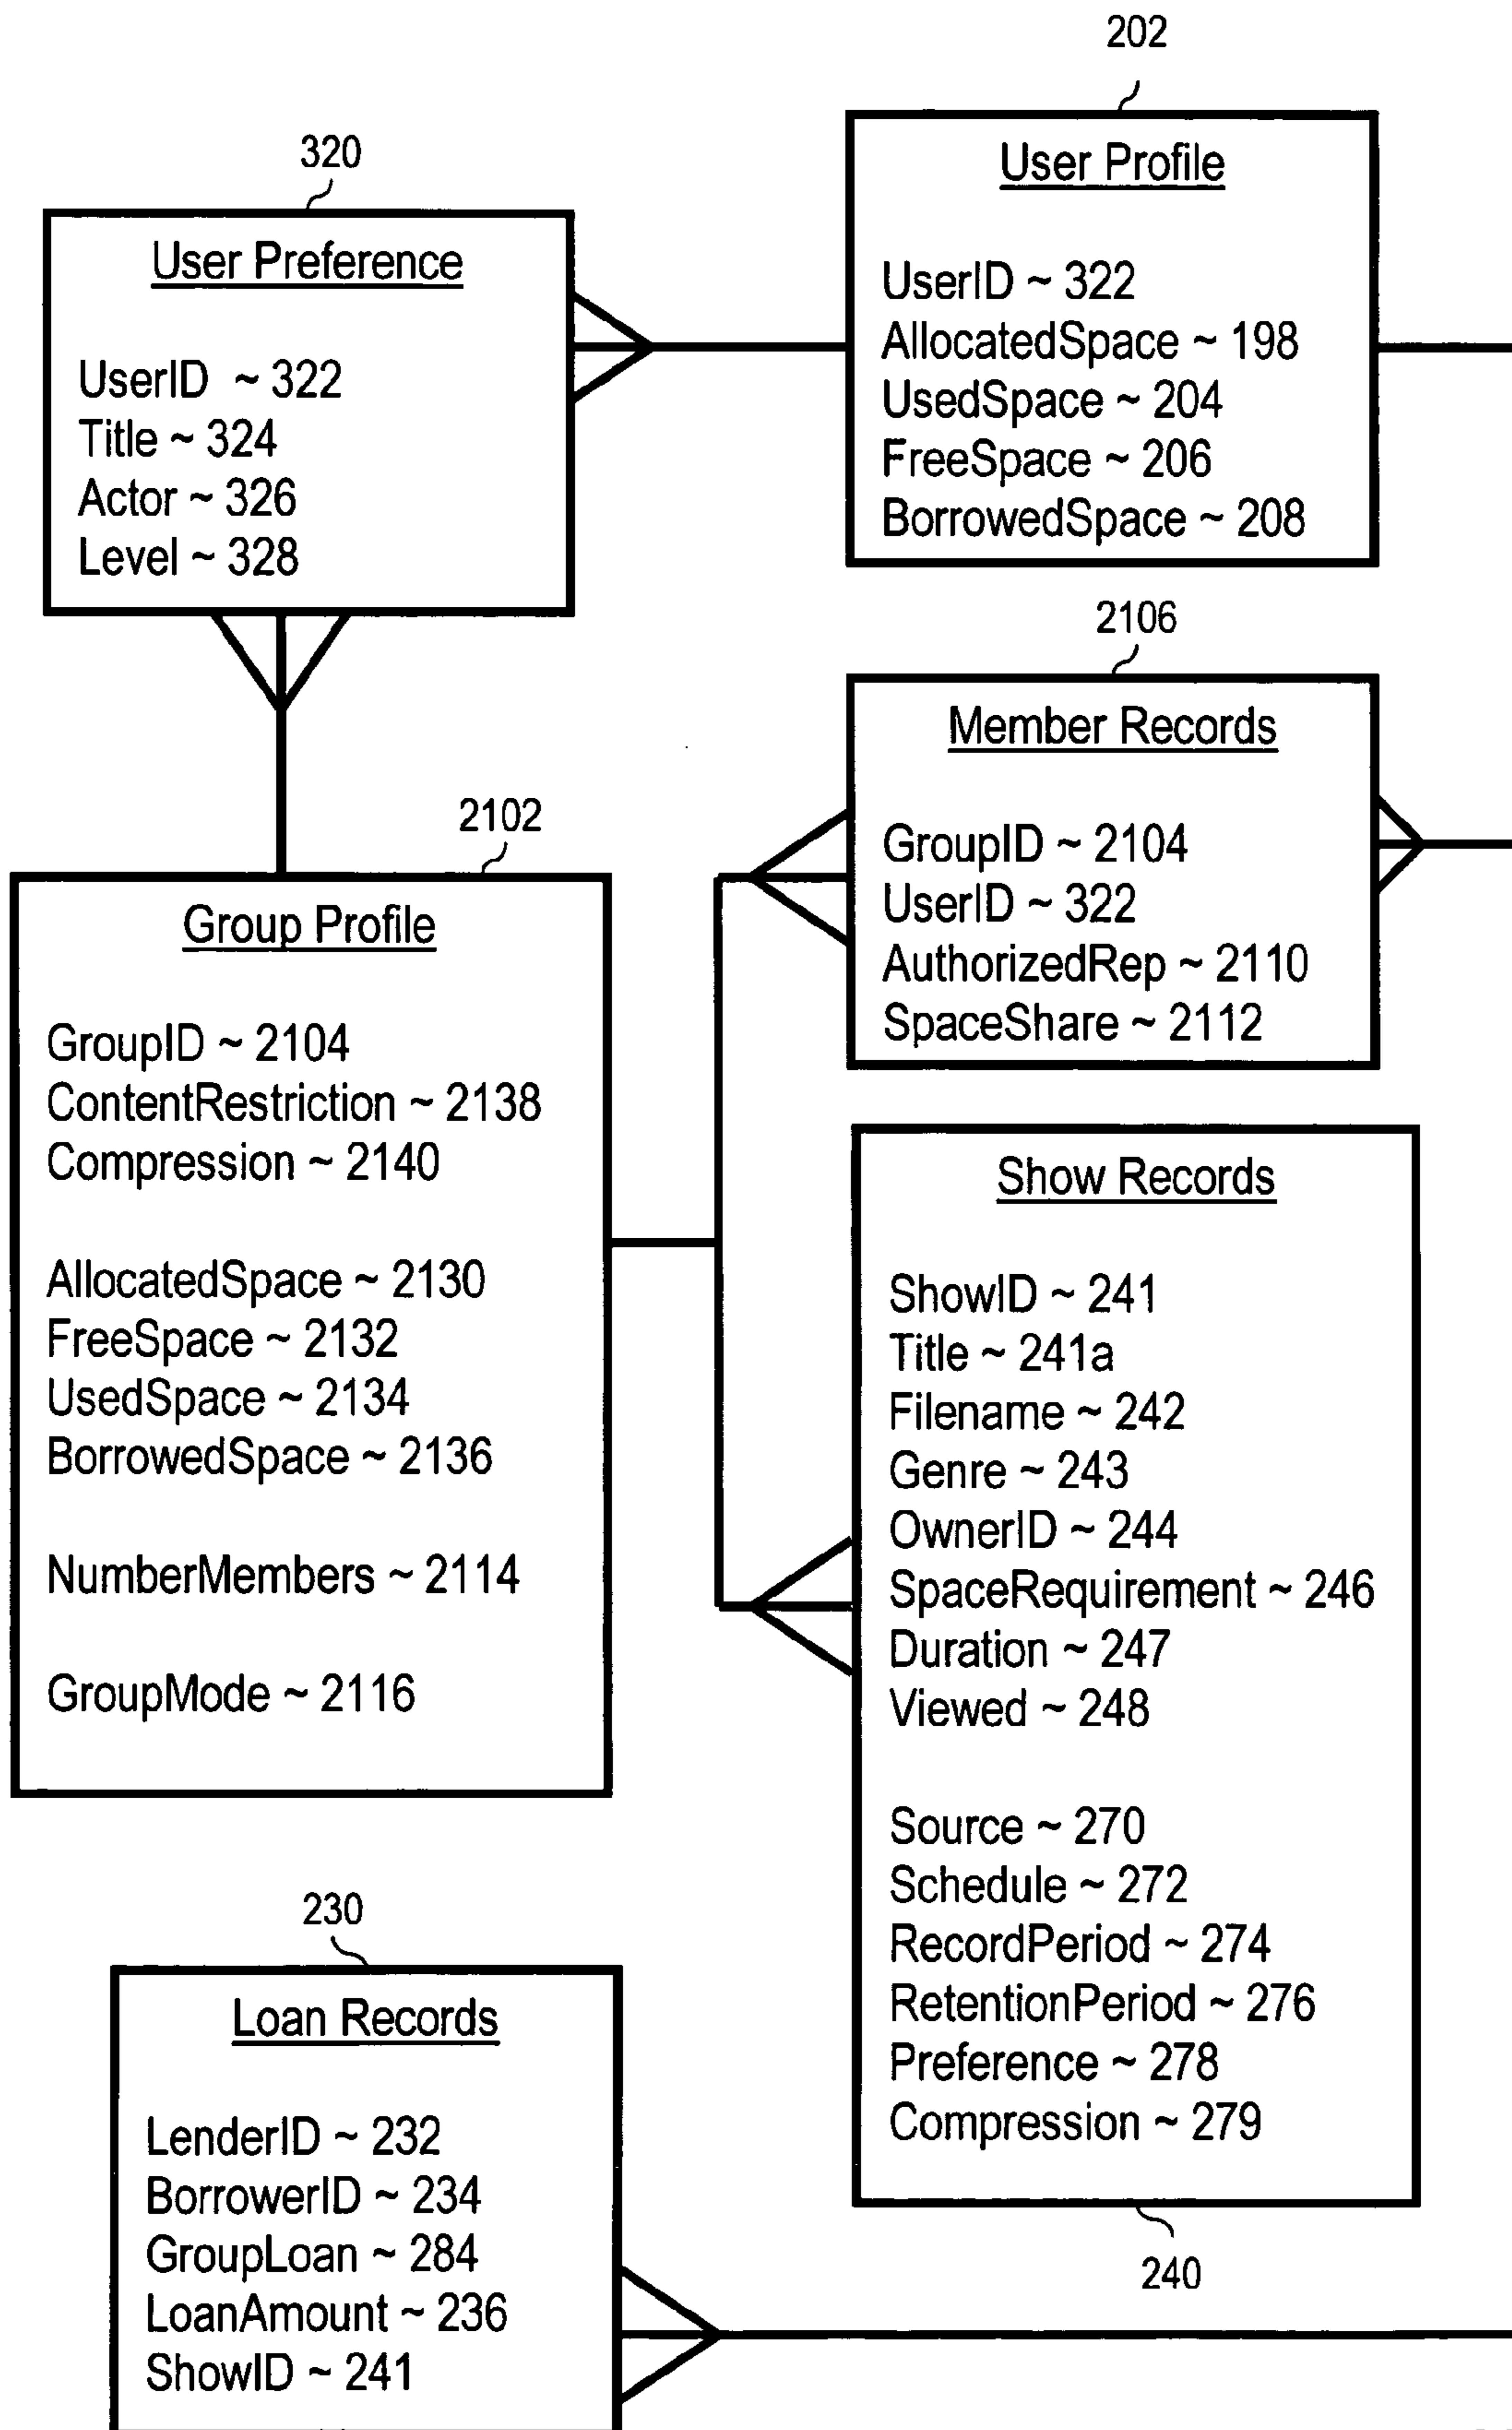 202
User Profile
UserID ~ 322
AllocatedSpace ~ 198
UsedSpace ~ 204
FreeSpace ~ 206
BorrowedSpace ~ 208
320
User Preference
UserID ~ 322
Title ~ 324
Actor ~ 326
Level ~ 328
2106
Member Records
GroupID ~ 2104
UserID ~ 322
AuthorizedRep ~ 2110
SpaceShare ~ 2112
2102
Group Profile
GroupID ~ 2104
ContentRestriction ~ 2138
Compression ~ 2140
AllocatedSpace ~ 2130
FreeSpace ~ 2132
UsedSpace ~ 2134
BorrowedSpace ~ 2136
NumberMembers ~ 2114
GroupMode ~ 2116
Show Records
ShowID ~ 241
Title ~ 241a
Filename ~ 242
Genre ~ 243
OwnerID ~ 244
SpaceRequirement ~ 246
Duration ~ 247
Viewed ~ 248
Source ~ 270
Schedule ~ 272
RecordPeriod ~ 274
RetentionPeriod ~ 276
Preference ~ 278
Compression ~ 279
240
230
Loan Records
LenderID ~ 232
BorrowerID ~ 234
GroupLoan ~ 284
LoanAmount ~ 236
ShowID ~ 241